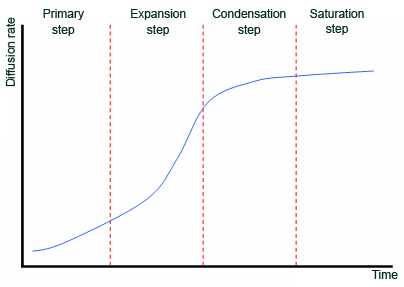 Primary
step
Expansion
step
Condensation
step
Saturation
step
Diffusion rate
Time